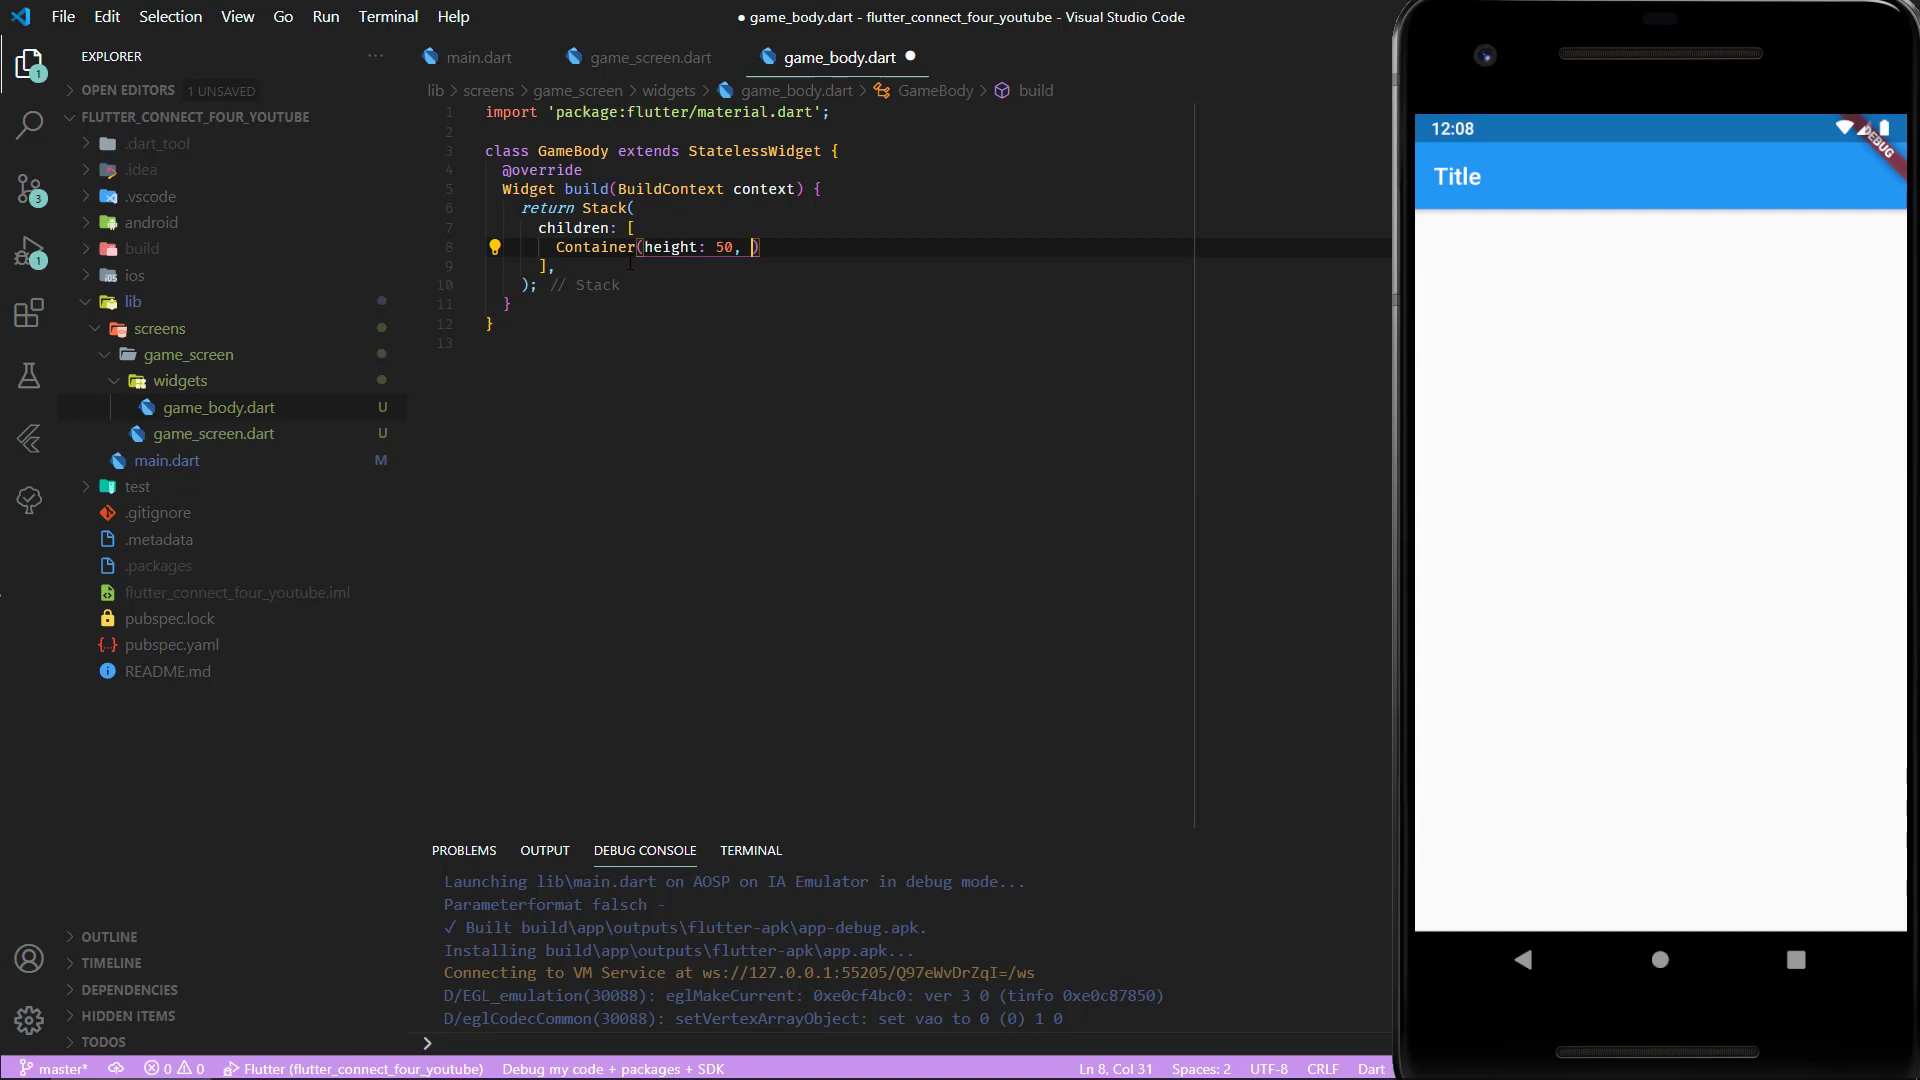 File Edit Selection View Go Run Terminal Help
● game_body.dart - flutter_connect_four_youtube - Visual Studio Code
EXPLORER
OPEN EDITORS 1 UNSAVED
FLUTTER_CONNECT_FOUR_YOUTUBE
.dart_tool
.idea
.vscode
android
build
ios
lib
screens
game_screen
widgets
game_body.dart U
game_screen.dart U
main.dart M
test
.gitignore
.metadata
.packages
flutter_connect_four_youtube.iml
pubspec.lock
pubspec.yaml
README.md
OUTLINE
TIMELINE
DEPENDENCIES
HIDDEN ITEMS
TODOS
1
3
1
main.dart game_screen.dart game_body.dart ●
lib > screens > game_screen > widgets > game_body.dart > GameBody > build
1 import 'package:flutter/material.dart';
2
3 class GameBody extends StatelessWidget {
4 @override
5 Widget build(BuildContext context) {
6 return Stack(
7 children: [
8 Container(height: 50, )
9 ],
10 ); // Stack
11 }
12 }
13
PROBLEMS OUTPUT DEBUG CONSOLE TERMINAL
Launching lib\main.dart on AOSP on IA Emulator in debug mode...
Parameterformat falsch -
✓ Built build\app\outputs\flutter-apk\app-debug.apk.
Installing build\app\outputs\flutter-apk\app.apk...
Connecting to VM Service at ws://127.0.0.1:55205/Q97eWvDrZqI=/ws
D/EGL_emulation(30088): eglMakeCurrent: 0xe0cf4bc0: ver 3 0 (tinfo 0xe0c87850)
D/eglCodecCommon(30088): setVertexArrayObject: set vao to 0 (0) 1 0
>
master* 0 0 Flutter (flutter_connect_four_youtube) Debug my code + packages + SDK Ln 8, Col 31 Spaces: 2 UTF-8 CRLF Dart
12:08
DEBUG
Title